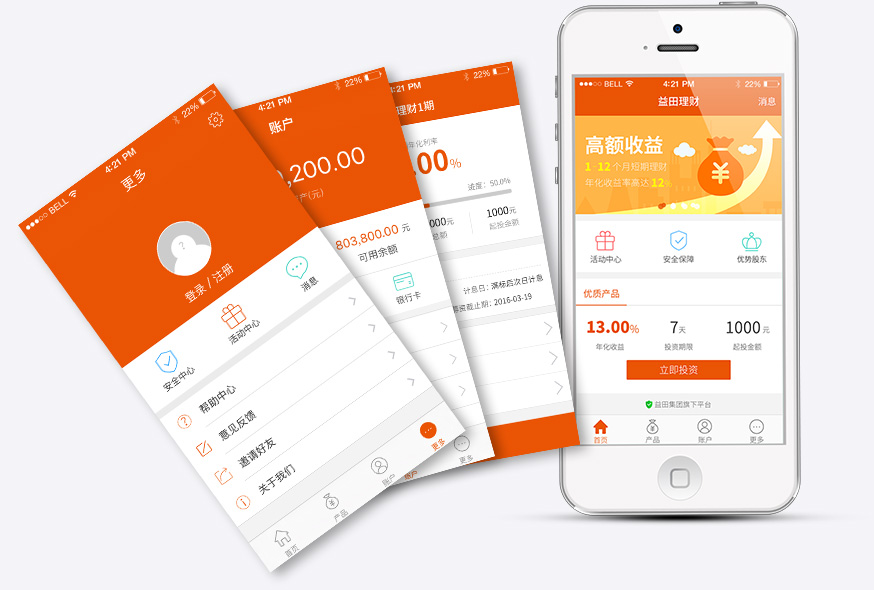 BELL 4:21 PM 22%
更多
登录 / 注册
安全中心
活动中心
消息
帮助中心
意见反馈
邀请好友
关于我们
首页
产品
账户
更多
4:21 PM 22%
账户
,200.00
产(元)
803,800.00 元
可用余额
银行卡
账户
更多
:21 PM 22%
理财1期
年化利率
.00%
进度: 50.0%
000元
总额
1000元
起投金额
计息日: 满标后次日计息
资截止期: 2016-03-19
BELL 4:21 PM 22%
益田理财
消息
高额收益
1-12个月短期理财
年化收益率高达12%
活动中心
安全保障
优势股东
优质产品
13.00%
7天
1000元
年化收益
投资期限
起投金额
立即投资
益田集团旗下平台
首页
产品
账户
更多